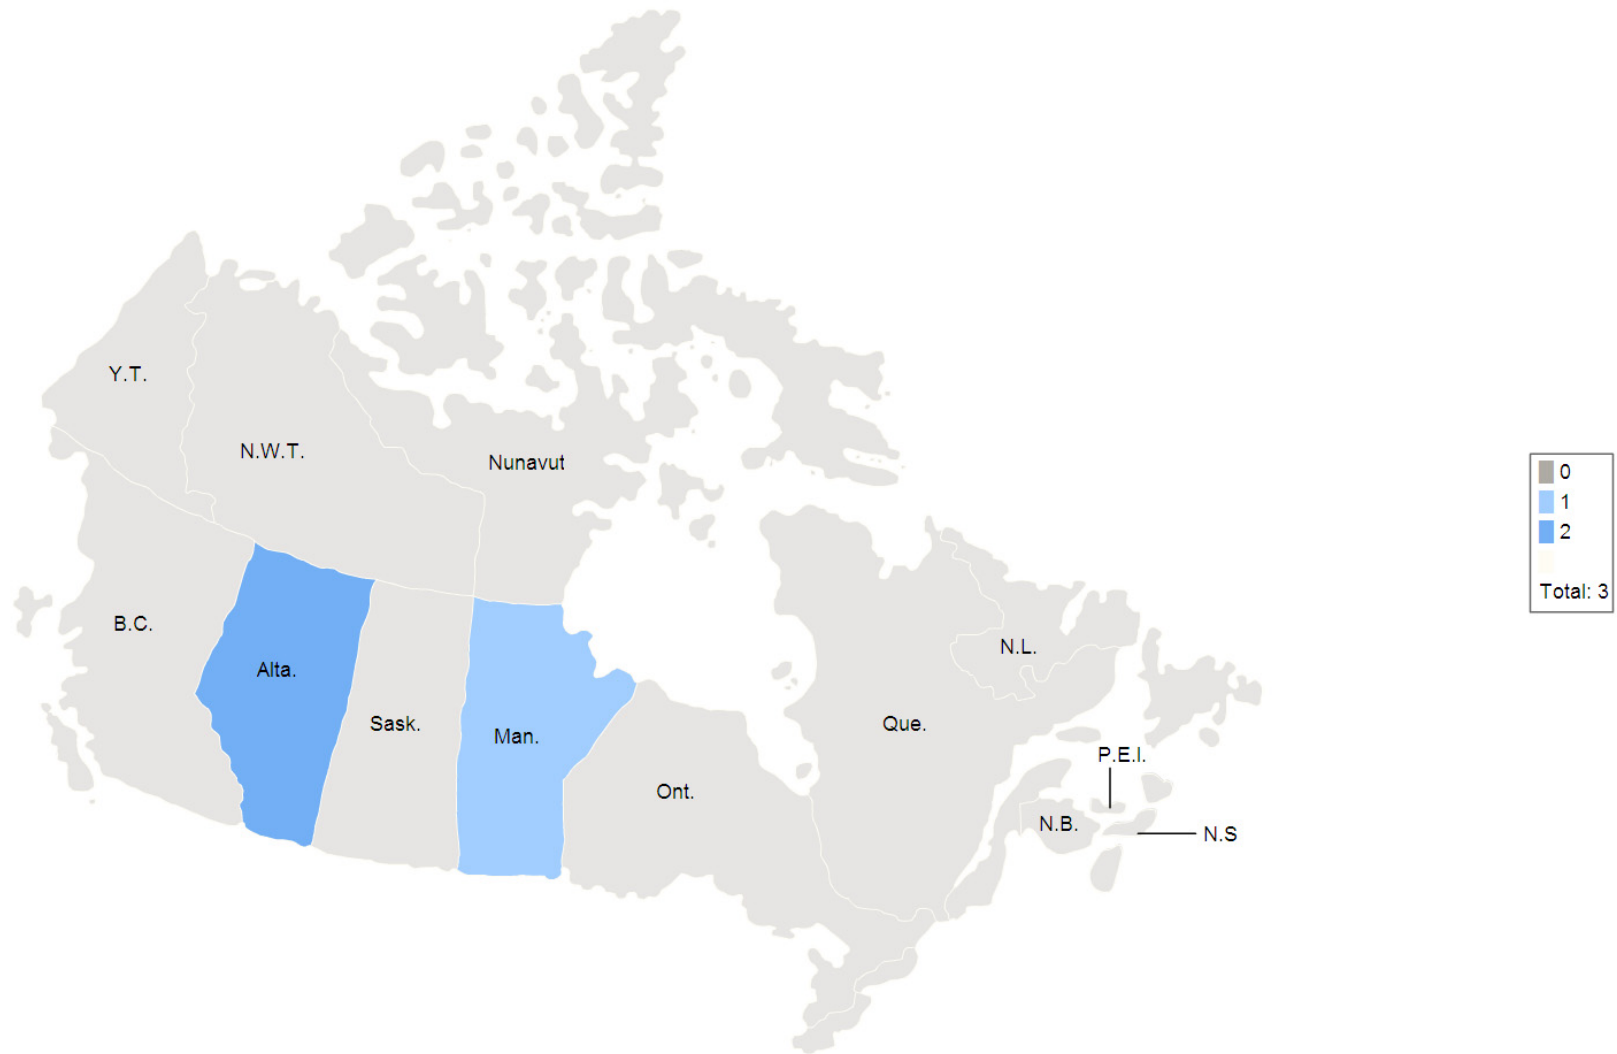 Y.T.
N.W.T.
Nunavut
B.C.
Alta.
Sask.
Man.
Ont.
Que.
N.L.
P.E.I.
N.B.
N.S
0
1
2
Total: 3